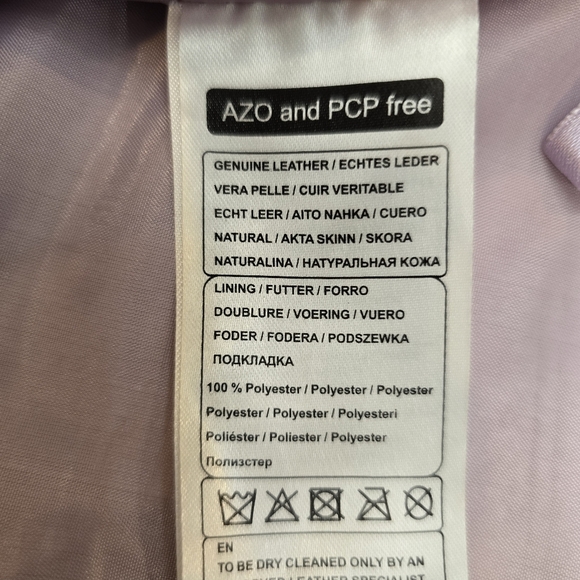 AZO and PCP free
GENUINE LEATHER / ECHTES LEDER
VERA PELLE / CUIR VERITABLE
ECHT LEER / AITO NAHKA / CUERO
NATURAL / AKTA SKINN / SKORA
NATURALINA / НАТУРАЛЬНАЯ КОЖА
LINING / FUTTER / FORRO
DOUBLURE / VOERING / VUERO
FODER / FODERA / PODSZEWKA
ПОДКЛАДКА
100 % Polyester / Polyester / Polyester
Polyester / Polyester / Polyesteri
Poliéster / Poliester / Polyester
Полиэстер
EN
TO BE DRY CLEANED ONLY BY AN
LEATHER SPECIALIST